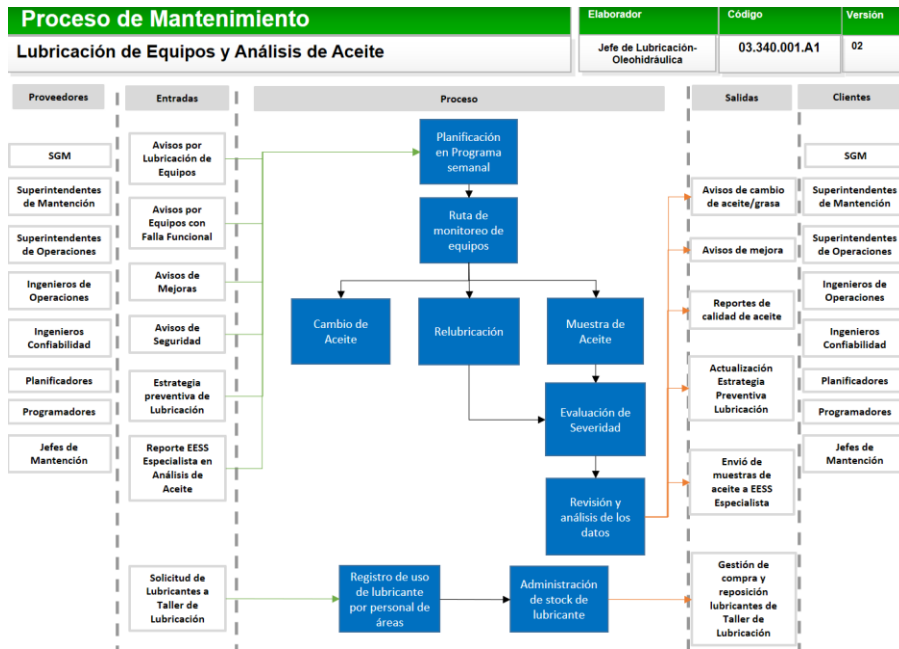 Proceso de Mantenimiento
Elaborador
Código
Versión
Lubricación de Equipos y Análisis de Aceite
Jefe de Lubricación-
Oleohidráulica
03.340.001.A1
02
Proveedores
Entradas
Proceso
Salidas
Clientes
SGM
Superintendentes
de Mantención
Superintendentes
de Operaciones
Ingenieros de
Operaciones
Ingenieros
Confiabilidad
Planificadores
Programadores
Jefes de
Mantención
Avisos por
Lubricación de
Equipos
Avisos por
Equipos con
Falla Funcional
Avisos de
Mejoras
Avisos de
Seguridad
Estrategia
preventiva de
Lubricación
Reporte EESS
Especialista en
Análisis de
Aceite
Solicitud de
Lubricantes a
Taller de
Lubricación
Planificación
en Programa
semanal
Ruta de
monitoreo de
equipos
Cambio de
Aceite
Relubricación
Muestra de
Aceite
Evaluación de
Severidad
Revisión y
análisis de los
datos
Registro de uso
de lubricante
por personal de
áreas
Administración
de stock de
lubricante
Avisos de cambio
de aceite/grasa
Avisos de mejora
Reportes de
calidad de aceite
Actualización
Estrategia
Preventiva
Lubricación
Envió de
muestras de
aceite a EESS
Especialista
Gestión de
compra y
reposición
lubricantes de
Taller de
Lubricación
SGM
Superintendentes
de Mantención
Superintendentes
de Operaciones
Ingenieros de
Operaciones
Ingenieros
Confiabilidad
Planificadores
Programadores
Jefes de
Mantención